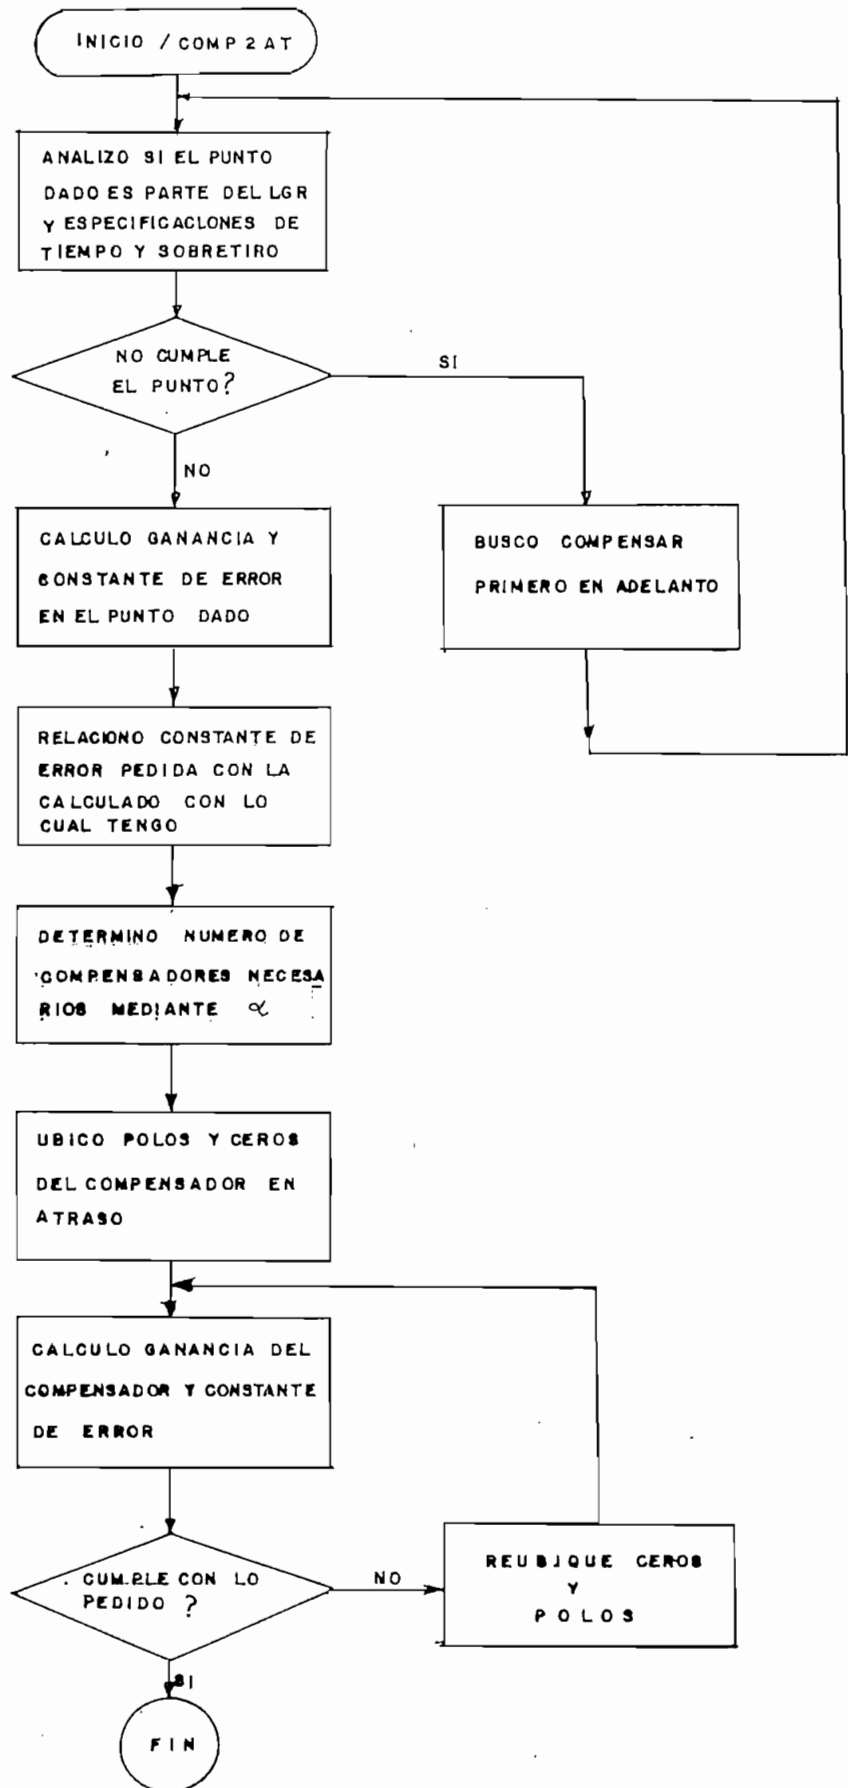 INICIO / COMP 2 AT
ANALIZO SI EL PUNTO
DADO ES PARTE DEL LGR
Y ESPECIFICACIONES DE
TIEMPO Y SOBRETIRO
NO CUMPLE
EL PUNTO?
SI
NO
CALCULO GANANCIA Y
CONSTANTE DE ERROR
EN EL PUNTO DADO
BUSCO COMPENSAR
PRIMERO EN ADELANTO
RELACIONO CONSTANTE DE
ERROR PEDIDA CON LA
CALCULADO CON LO
CUAL TENGO
DETERMINO NUMERO DE
COMPENSADORES NECESA
RIOS MEDIANTE α
UBICO POLOS Y CEROS
DEL COMPENSADOR EN
ATRASO
CALCULO GANANCIA DEL
COMPENSADOR Y CONSTANTE
DE ERROR
CUMPLE CON LO
PEDIDO ?
NO
REUBIQUE CEROS
Y
POLOS
SI
FIN